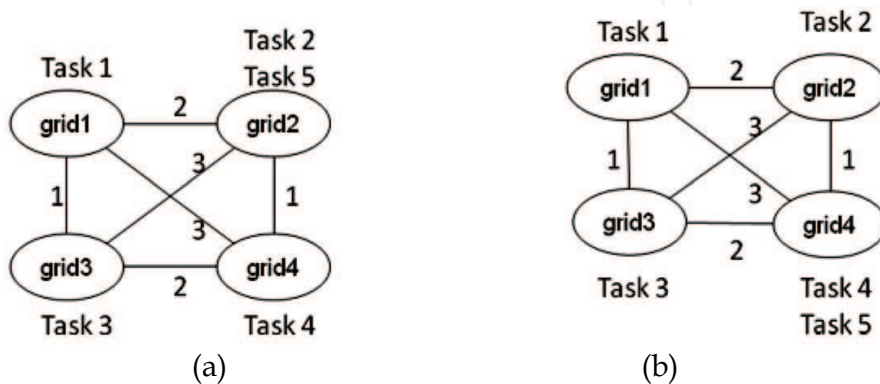 Task 1
Task 2
Task 5
grid1
2
grid2
3
1
1
3
grid3
2
grid4
Task 3
Task 4
(a)
Task 1
Task 2
grid1
2
grid2
3
1
1
3
grid3
2
grid4
Task 3
Task 4
Task 5
(b)